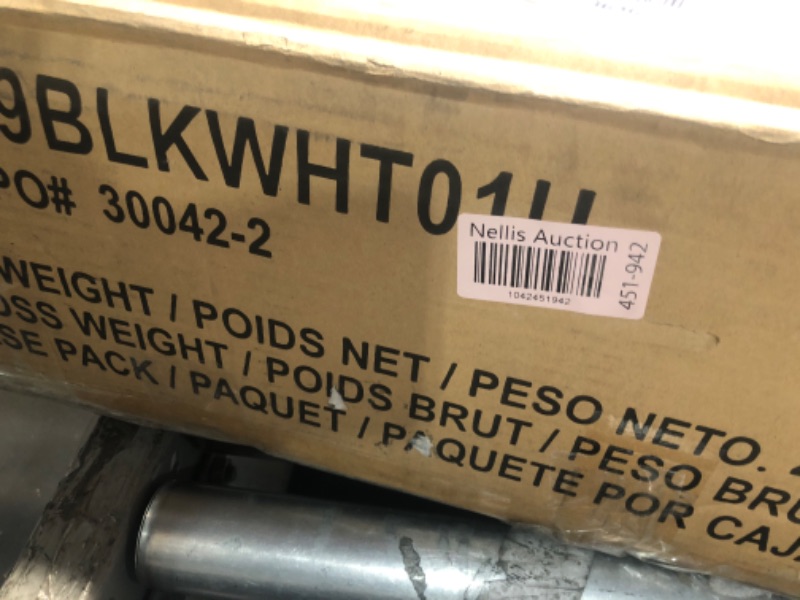 9BLKWHT01U
PO# 30042-2
Nellis Auction
1042451942
451-942
WEIGHT / POIDS NET / PESO NETO.
OSS WEIGHT / POIDS BRUT / PESO BRU
SE PACK / PAQUET / PAQUETE POR CAJA